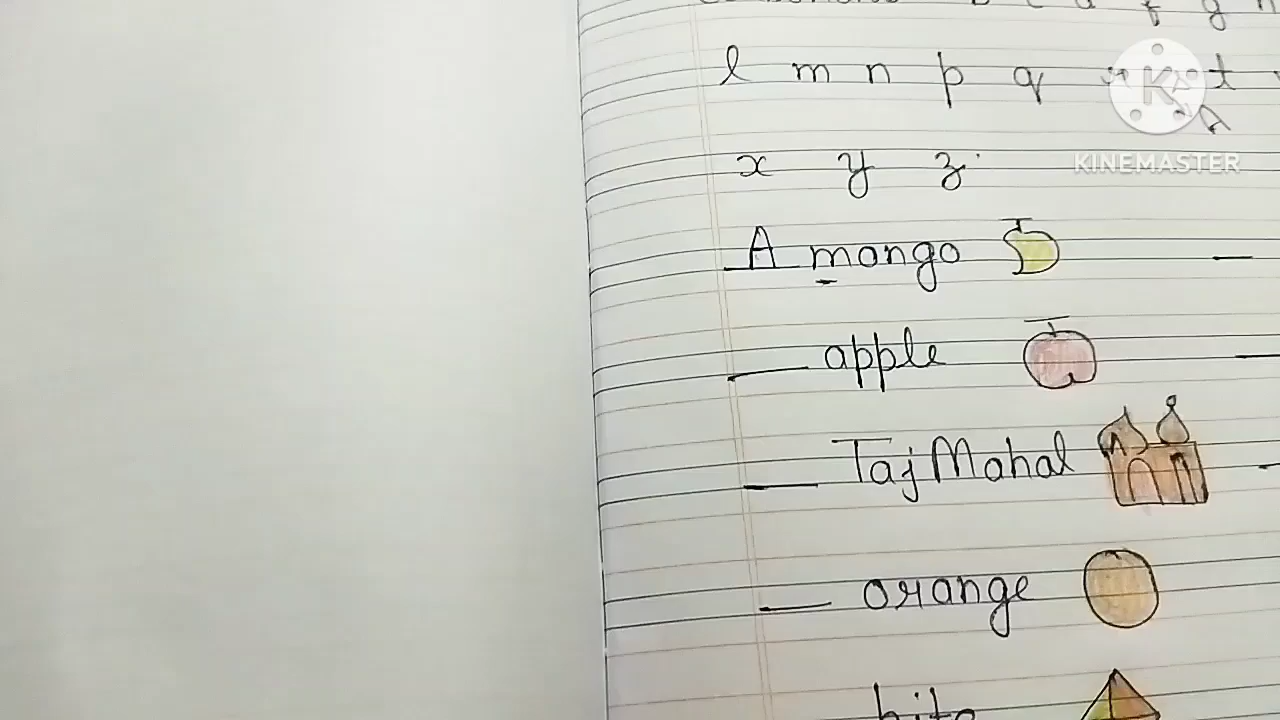 l m n p q r t
x y z
A mango
apple
Taj Mahal
orange
KINEMASTER